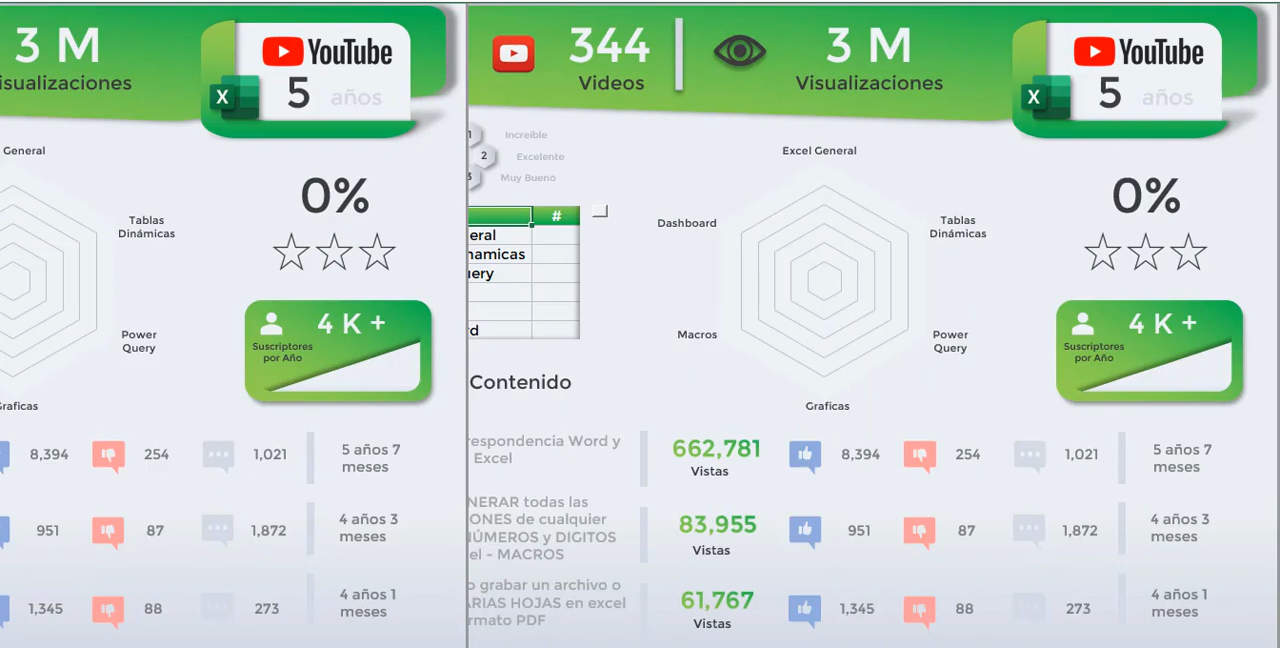 3 M
isualizaciones
YouTube
X
5 años
General
Tablas
Dinámicas
Power
Query
Graficas
0%
4 K +
Suscriptores
por Año
8,394
254
1,021
5 años 7
meses
951
87
1,872
4 años 3
meses
1,345
88
273
4 años 1
meses
344
Videos
3 M
Visualizaciones
YouTube
X
5 años
1
Increíble
2
Excelente
3
Muy Bueno
#
eral
namicas
uery
d
Excel General
Dashboard
Tablas
Dinámicas
Macros
Power
Query
Graficas
0%
4 K +
Suscriptores
por Año
Contenido
respondencia Word y
Excel
662,781
Vistas
8,394
254
1,021
5 años 7
meses
NERAR todas las
IONES de cualquier
NÚMEROS y DIGITOS
el - MACROS
83,955
Vistas
951
87
1,872
4 años 3
meses
o grabar un archivo o
ARIAS HOJAS en excel
rmato PDF
61,767
Vistas
1,345
88
273
4 años 1
meses